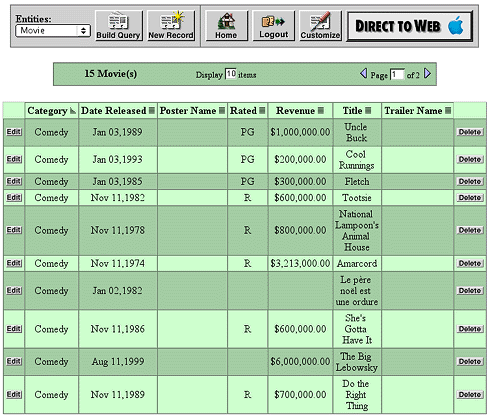 Entities:
Movie
Build Query
New Record
Home
Logout
Customize
DIRECT TO WEB
15 Movie(s) Display 10 items Page 1 of 2
Category Date Released Poster Name Rated Revenue Title Trailer Name
Edit Comedy Jan 03,1989 PG $1,000,000.00 Uncle Buck Delete
Edit Comedy Jan 03,1993 PG $200,000.00 Cool Runnings Delete
Edit Comedy Jan 03,1985 PG $300,000.00 Fletch Delete
Edit Comedy Nov 11,1982 R $600,000.00 Tootsie Delete
Edit Comedy Nov 11,1978 R $800,000.00 National Lampoon's Animal House Delete
Edit Comedy Nov 11,1974 R $3,213,000.00 Amarcord Delete
Edit Comedy Jan 02,1982 Le père noël est une ordure Delete
Edit Comedy Nov 11,1986 R $600,000.00 She's Gotta Have It Delete
Edit Comedy Aug 11,1999 $6,000,000.00 The Big Lebowsky Delete
Edit Comedy Nov 11,1989 R $700,000.00 Do the Right Thing Delete